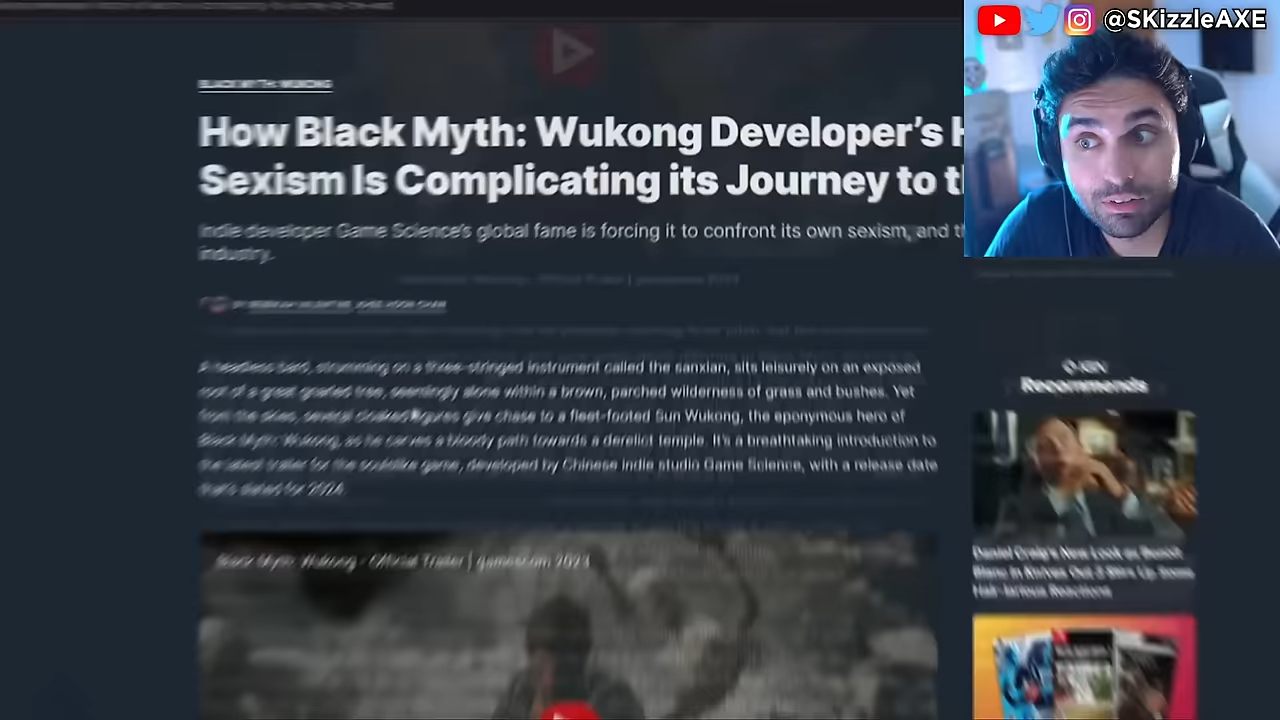 @SKizzleAXE
BLACK MYTH: WUKONG
How Black Myth: Wukong Developer's H
Sexism Is Complicating its Journey to th
Indie developer Game Science's global fame is forcing it to confront its own sexism, and th
industry.
A headless bard, strumming on a three-stringed instrument called the sanxian, sits leisurely on an exposed
root of a great gnarled tree, seemingly alone within a brown, parched wilderness of grass and bushes. Yet
from the skies, several cloaked figures give chase to a fleet-footed Sun Wukong, the eponymous hero of
Black Myth: Wukong, as he carves a bloody path towards a derelict temple. It's a breathtaking introduction to
the latest trailer for the soulslike game, developed by Chinese indie studio Game Science, with a release date
that's slated for 2024.
Recommends
Black Myth: Wukong - Official Trailer | gamescom 2023
Daniel Craig's New Look as Benoit
Blanc in Knives Out 3 Stirs Up Some
Hair-larious Reactions